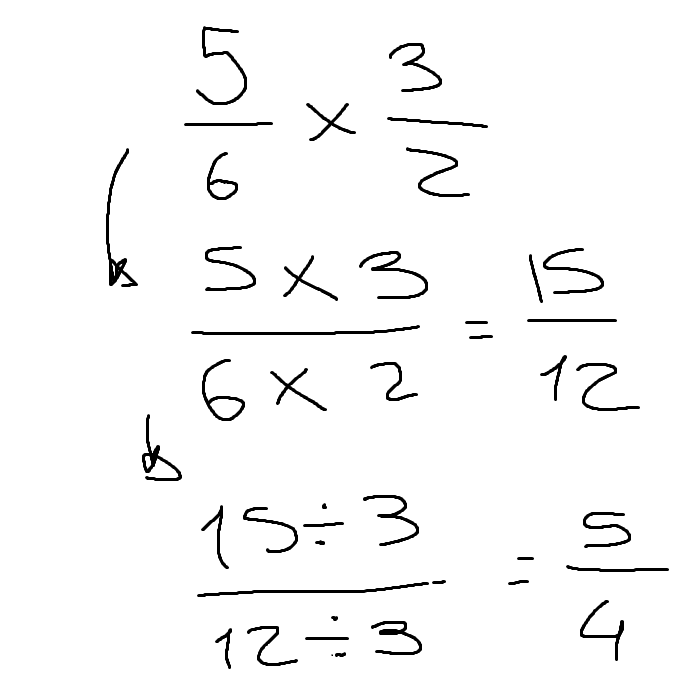 5/6 × 3/2
5 × 3 / 6 × 2 = 15/12
15 ÷ 3 / 12 ÷ 3 = 5/4